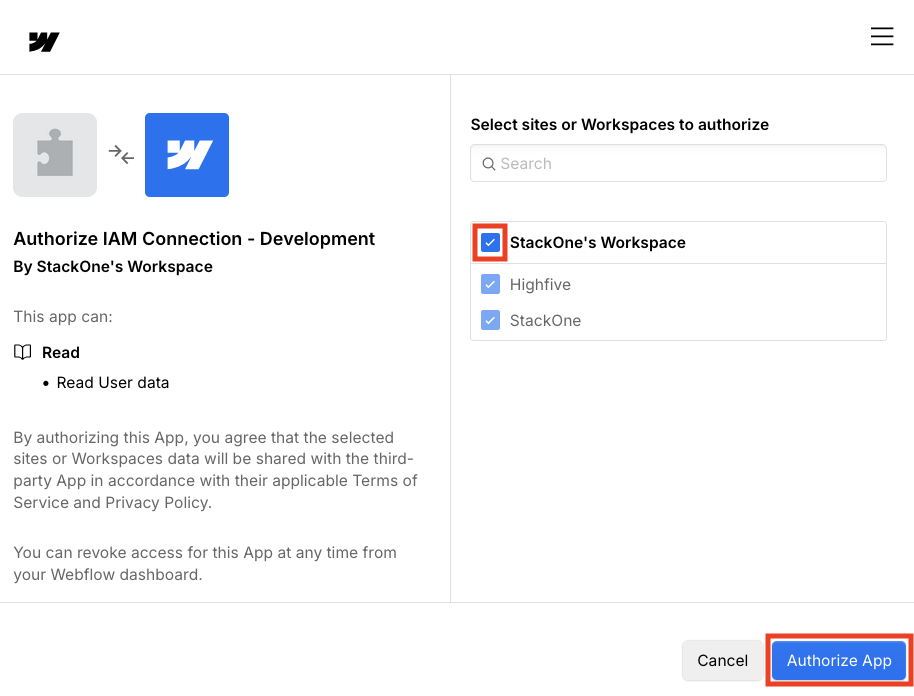 Authorize IAM Connection - Development
By StackOne's Workspace
This app can:
Read
• Read User data
By authorizing this App, you agree that the selected
sites or Workspaces data will be shared with the third-
party App in accordance with their applicable Terms of
Service and Privacy Policy.
You can revoke access for this App at any time from
your Webflow dashboard.
Select sites or Workspaces to authorize
Search
StackOne's Workspace
Highfive
StackOne
Cancel
Authorize App